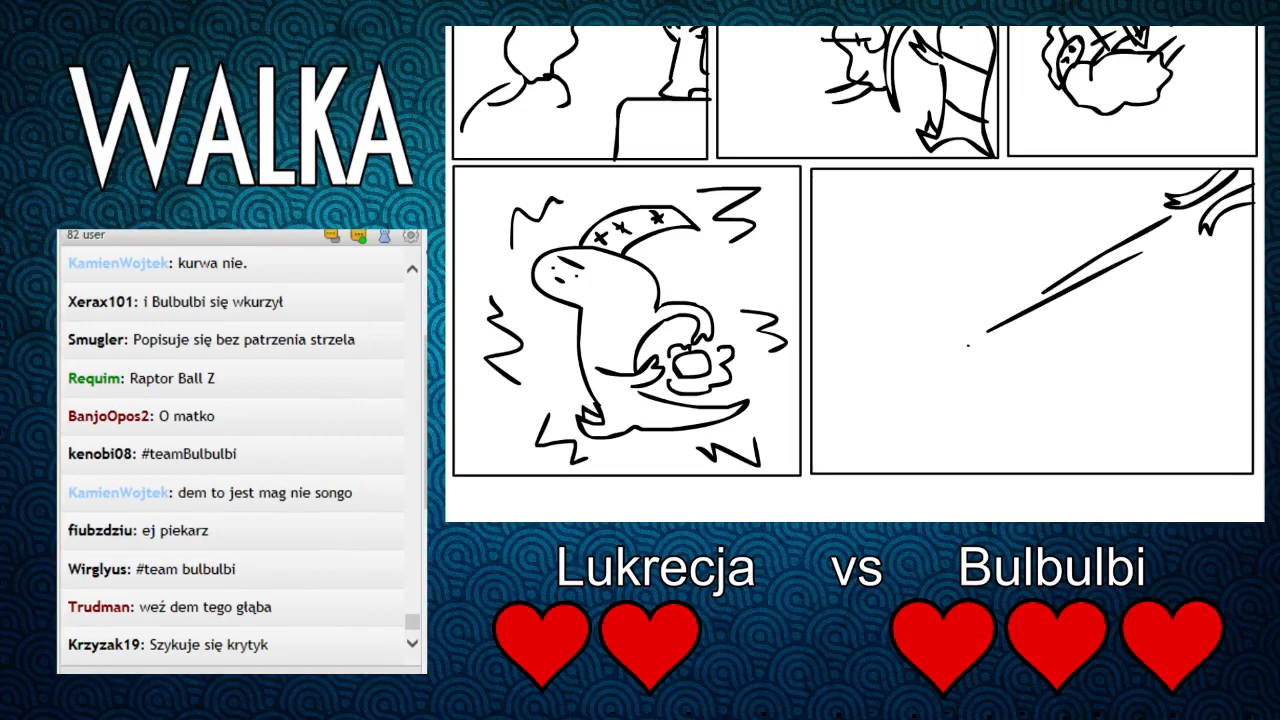 WALKA
82 user
KamienWojtek: kurwa nie.
Xerax101: i Bulbulbi się wkurzył
Smugler: Popisuje się bez patrzenia strzela
Requim: Raptor Ball Z
BanjoOpos2: O matko
kenobi08: #teamBulbulbi
KamienWojtek: dem to jest mag nie songo
fiubzdziu: ej piekarz
Wirglyus: #team bulbulbi
Trudman: weź dem tego głąba
Krzyzak19: Szykuje się krytyk
Lukrecja vs Bulbulbi